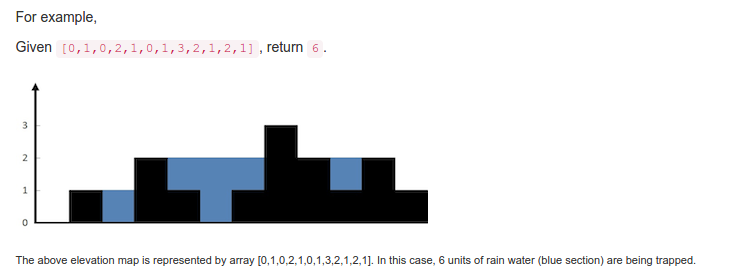 For example,
Given [0,1,0,2,1,0,1,3,2,1,2,1] , return 6 .
3
2
1
0
The above elevation map is represented by array [0,1,0,2,1,0,1,3,2,1,2,1]. In this case, 6 units of rain water (blue section) are being trapped.